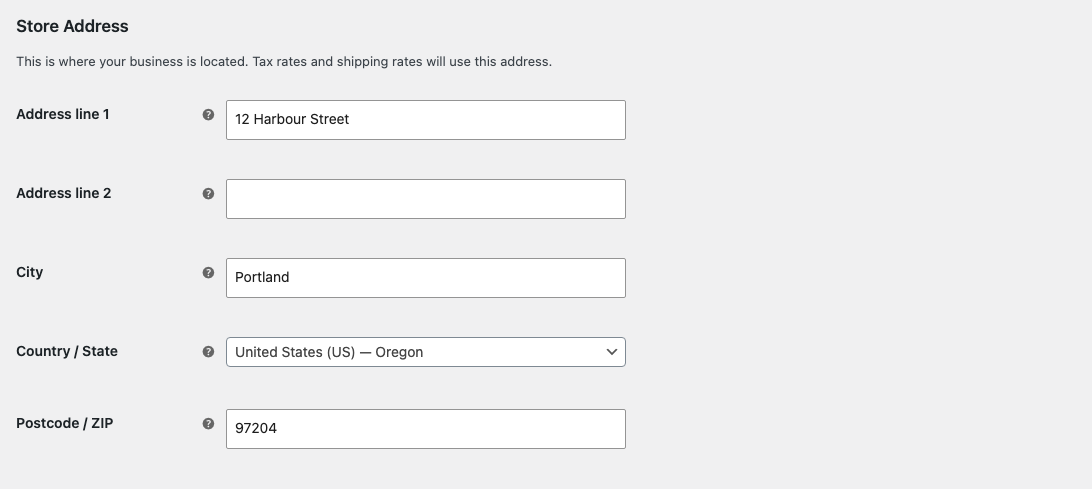 Store Address
This is where your business is located. Tax rates and shipping rates will use this address.
Address line 1 ? 12 Harbour Street
Address line 2 ?
City ? Portland
Country / State ? United States (US) — Oregon
Postcode / ZIP ? 97204